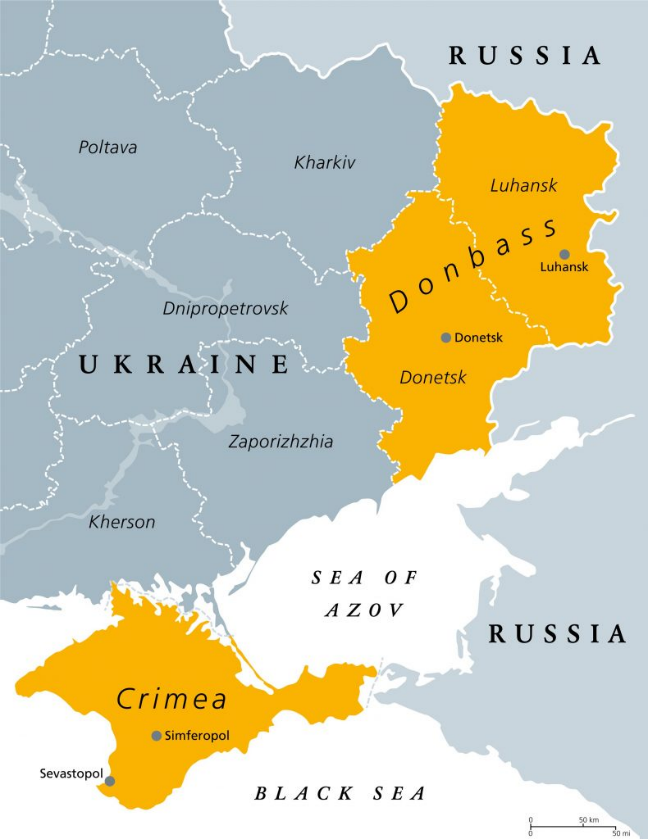 RUSSIA
Poltava
Kharkiv
Luhansk
Donbass
Luhansk
Dnipropetrovsk
Donetsk
UKRAINE
Donetsk
Zaporizhzhia
Kherson
SEA OF
AZOV
RUSSIA
Crimea
Simferopol
Sevastopol
BLACK SEA
0 50 km
0 50 mi